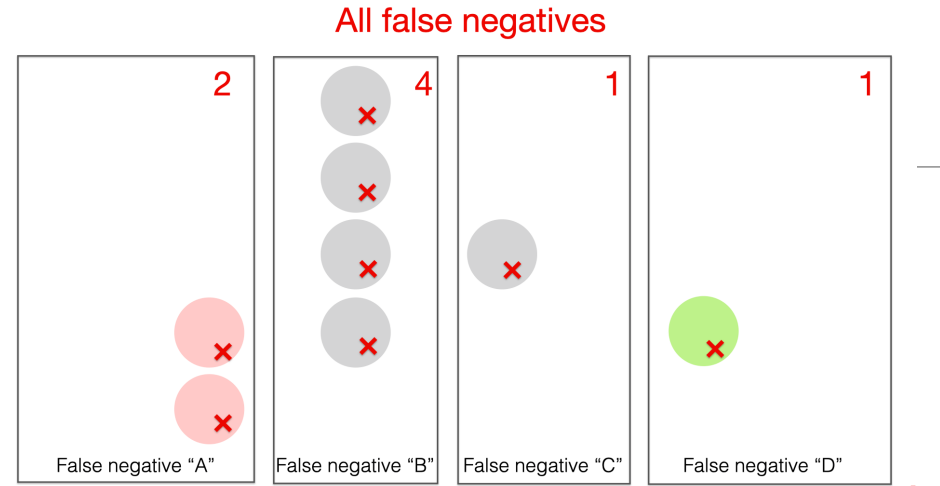 All false negatives
2
4
1
1
False negative “A”
False negative “B”
False negative “C”
False negative “D”